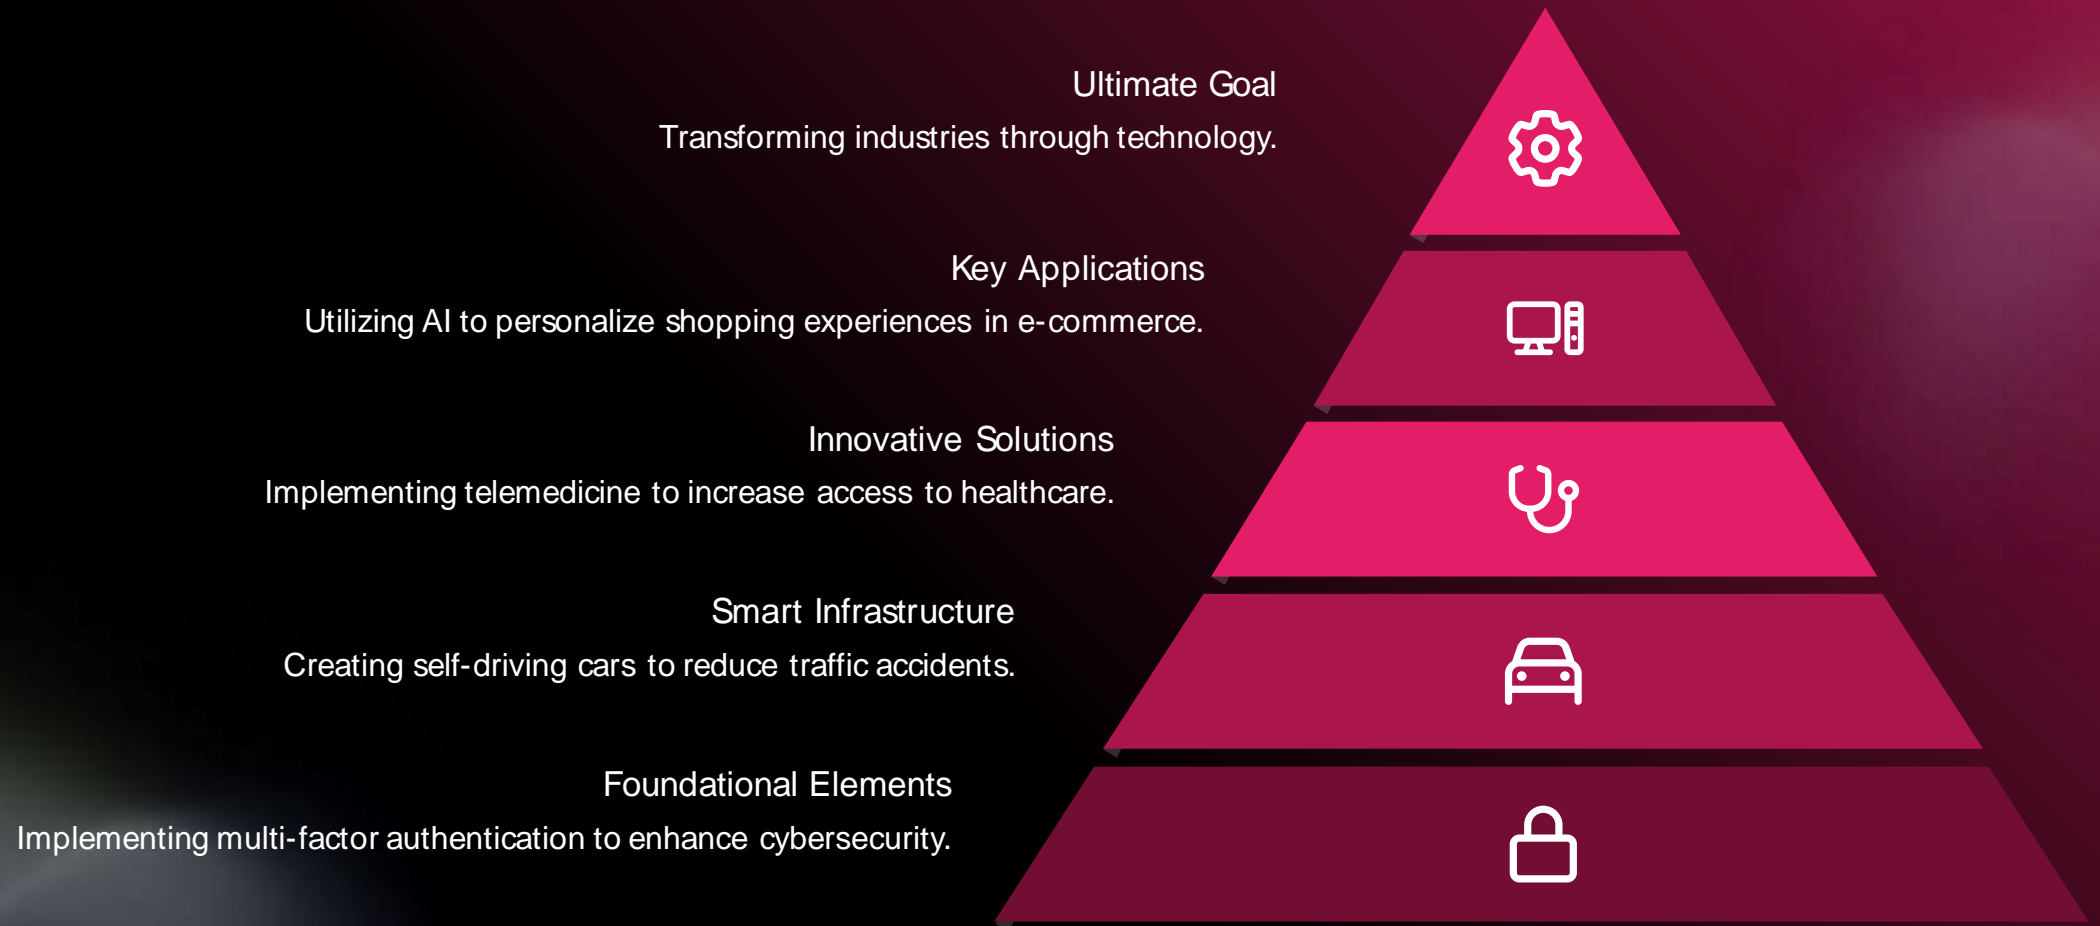 Ultimate Goal
Transforming industries through technology.
Key Applications
Utilizing AI to personalize shopping experiences in e-commerce.
Innovative Solutions
Implementing telemedicine to increase access to healthcare.
Smart Infrastructure
Creating self-driving cars to reduce traffic accidents.
Foundational Elements
Implementing multi-factor authentication to enhance cybersecurity.